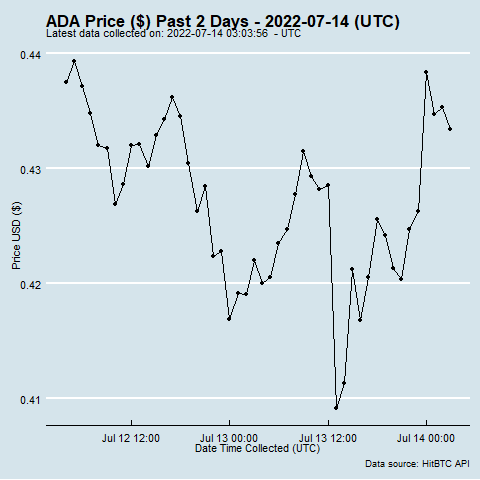 ADA Price ($) Past 2 Days - 2022-07-14 (UTC)
Latest data collected on: 2022-07-14 03:03:56 - UTC
0.44
0.43
0.42
0.41
Price USD ($)
Jul 12 12:00 Jul 13 00:00 Jul 13 12:00 Jul 14 00:00
Date Time Collected (UTC)
Data source: HitBTC API